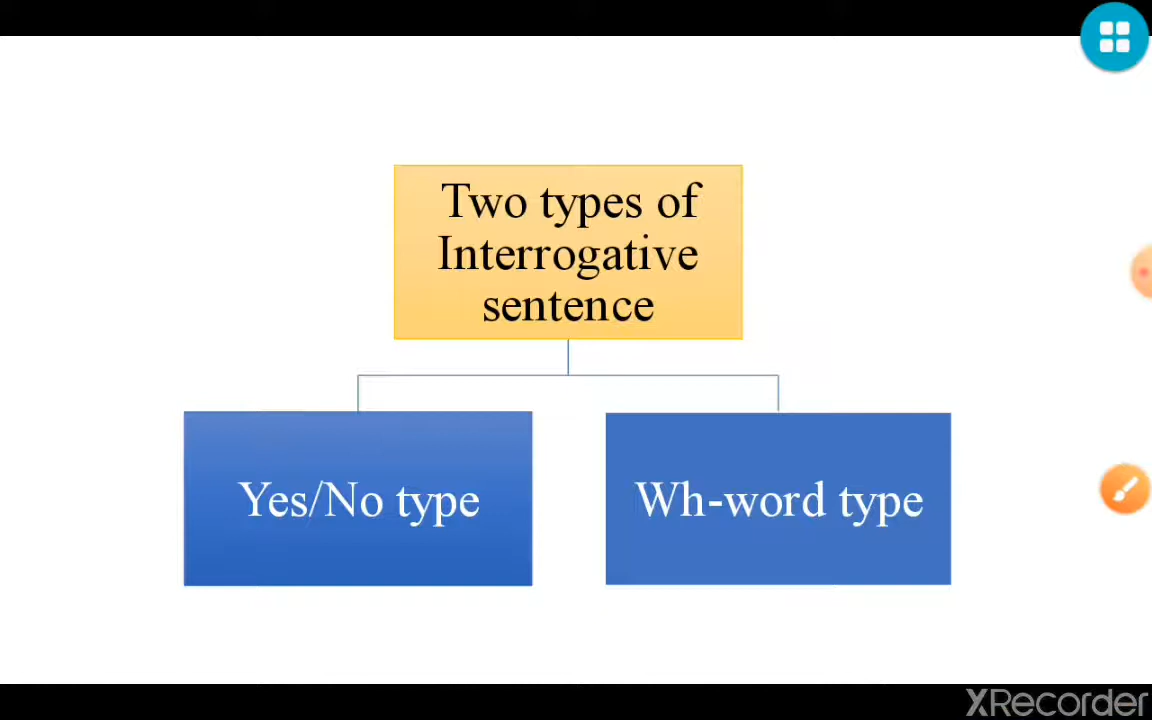 Two types of
Interrogative
sentence
Yes/No type
Wh-word type
XRecorder